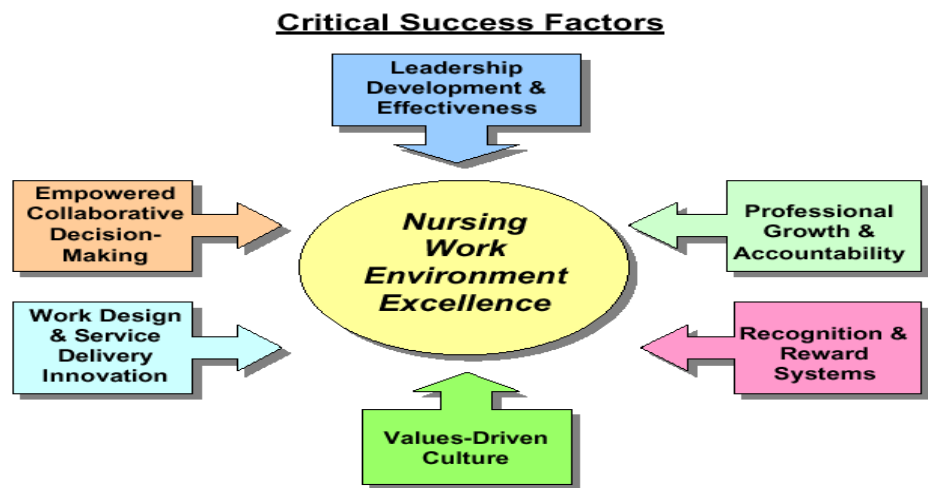 Critical Success Factors
Leadership
Development &
Effectiveness
Empowered
Collaborative
Decision-
Making
Nursing
Work
Environment
Excellence
Professional
Growth &
Accountability
Work Design
& Service
Delivery
Innovation
Recognition &
Reward
Systems
Values-Driven
Culture